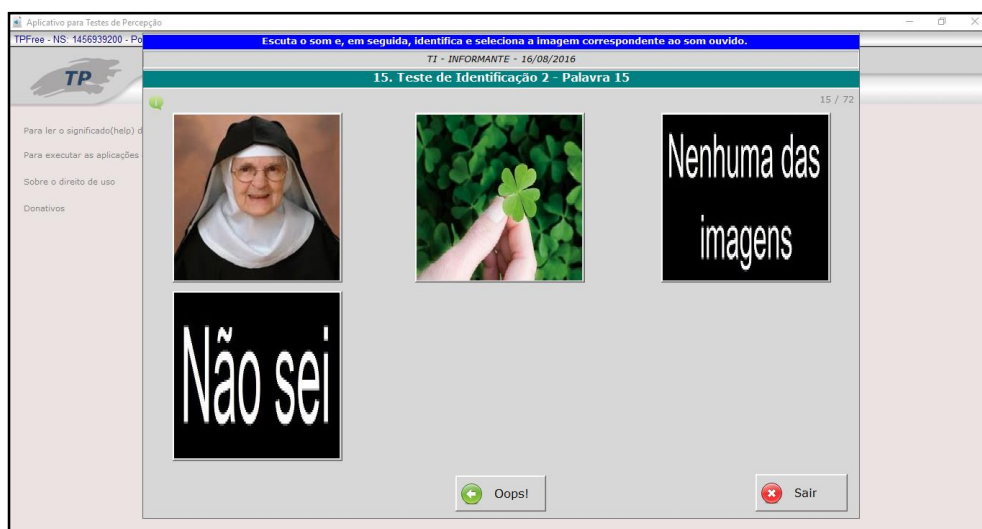 Aplicativo para Testes de Percepção
TPFree - NS: 1456939200 - Po
Escuta o som e, em seguida, identifica e seleciona a imagem correspondente ao som ouvido.
TI - INFORMANTE - 16/08/2016
15. Teste de Identificação 2 - Palavra 15
TP
15 / 72
Para ler o significado(help) d
Para executar as aplicações
Sobre o direito de uso
Donativos
Nenhuma das
imagens
Não sei
Oops!
Sair